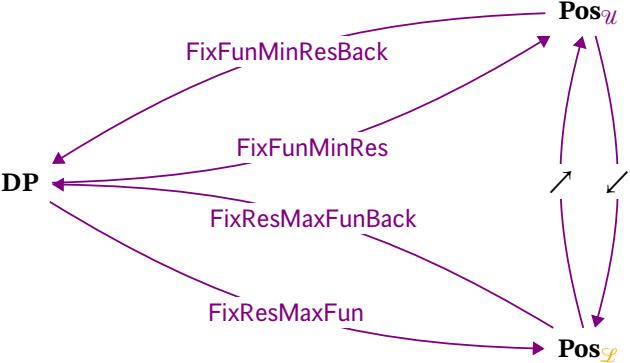 Pos𝒰
FixFunMinResBack
FixFunMinRes
DP
↗ ↙
FixResMaxFunBack
FixResMaxFun
Posℒ